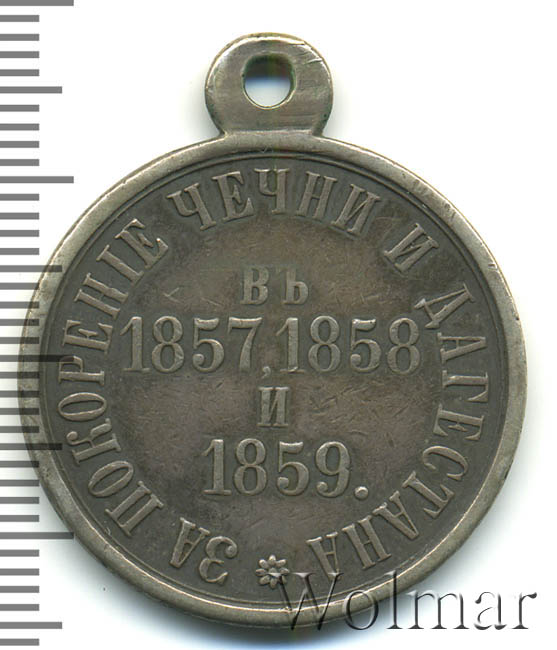 ЗА ПОКОРЕНІЕ ЧЕЧНИ И ДАГЕСТАНА
ВЪ
1857, 1858
И
1859.
Wolmar